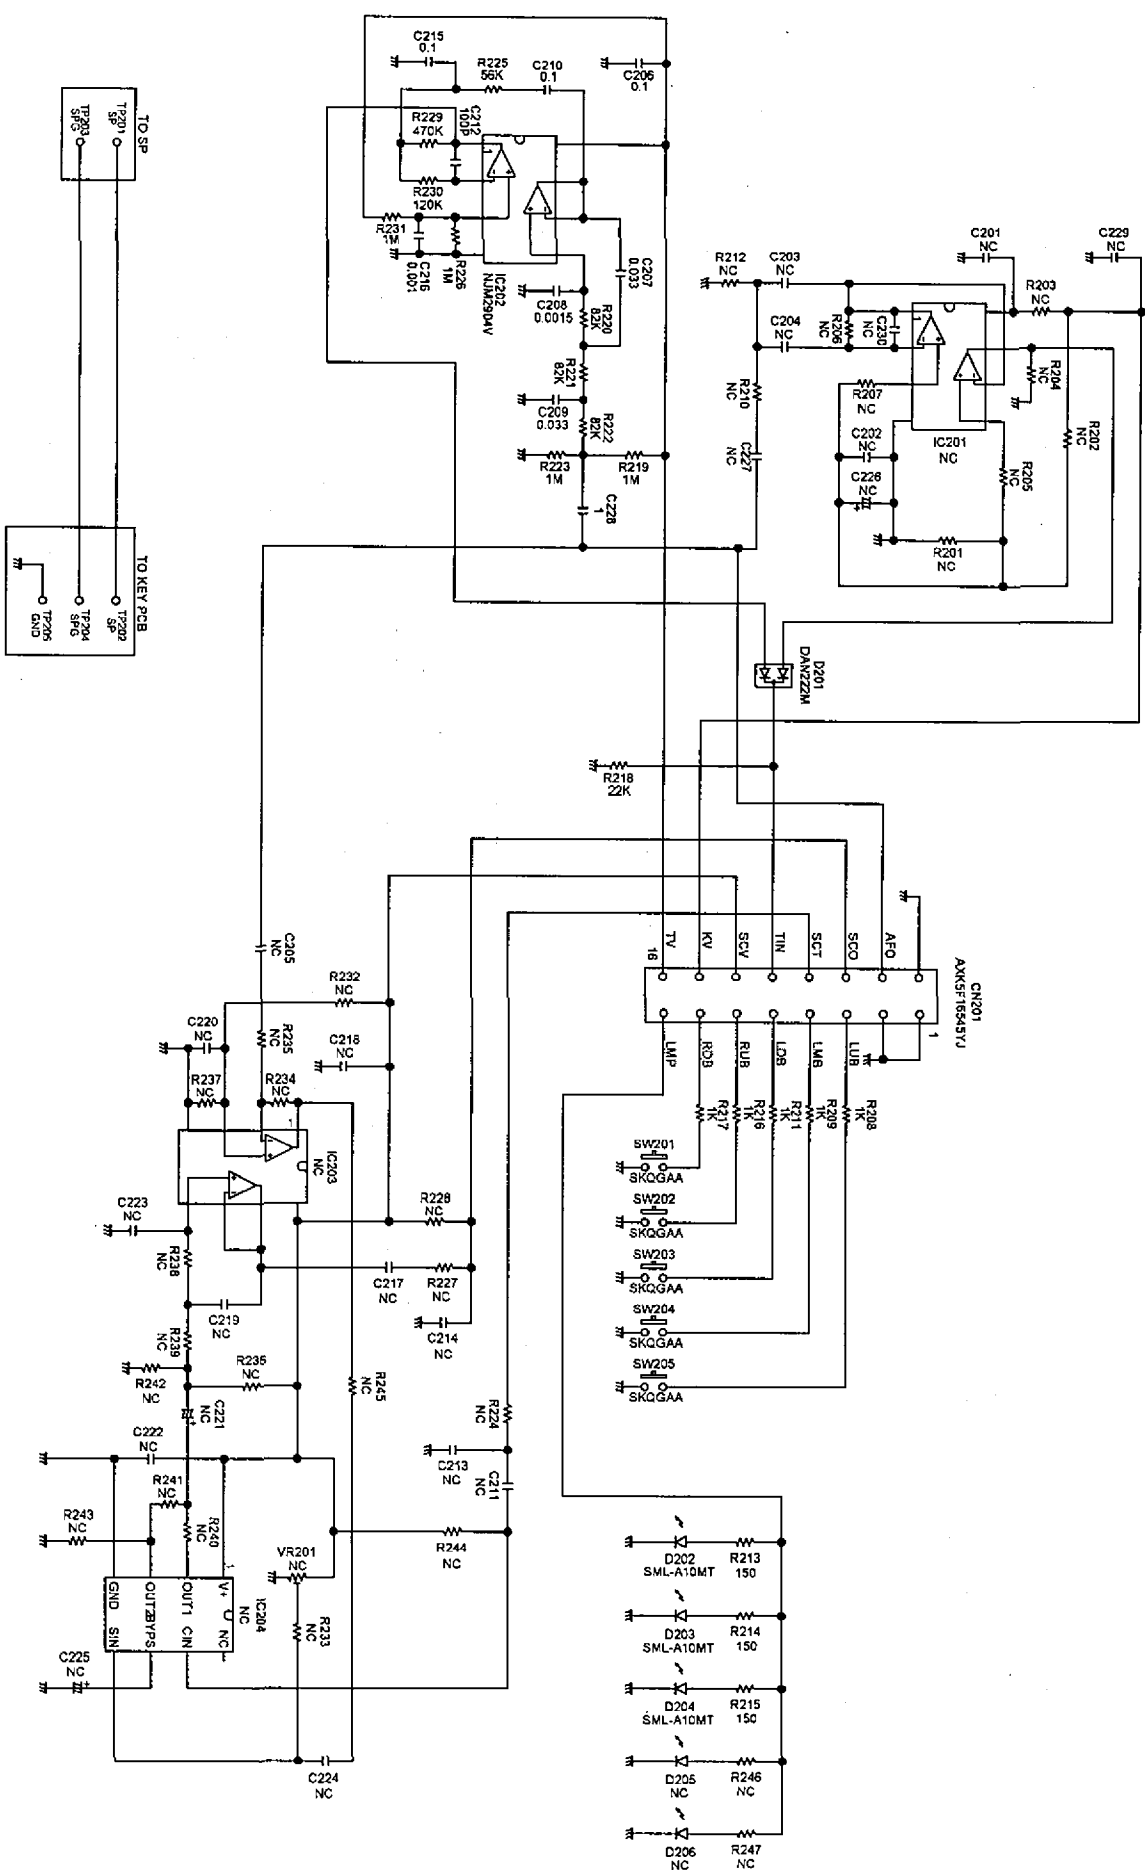 C215
0.1
R225
56K
C210
0.1
C206
0.1
C212
100P
R229
470K
R230
120K
R231
1M
C216
0.001
R226
1M
IC202
NJM2904V
C207
0.033
C208
0.0015
R220
82K
R221
82K
C209
0.033
R222
82K
R223
1M
R219
1M
C228
1
TO SP
TP203
SPG
TP201
SP
TO KEY PCB
TP205
GND
TP204
SPG
TP202
SP
C201
NC
C229
NC
R212
NC
C203
NC
R203
NC
C204
NC
R206
NC
C230
NC
R204
NC
R210
NC
R207
NC
R202
NC
C202
NC
IC201
NC
C227
NC
C226
NC
+
R205
NC
R201
NC
D201
DAN222M
R218
22K
TV
KV
SCV
TIN
SCT
SCO
AFO
16
CN201
AXK5F16545YJ
1
LMP
RDB
RUB
LDB
LMB
LUB
R217
1K
R216
1K
R211
1K
R209
1K
R208
1K
SW201
SKQGAA
SW202
SKQGAA
SW203
SKQGAA
SW204
SKQGAA
SW205
SKQGAA
C205
NC
R232
NC
C220
NC
R235
NC
C218
NC
R237
NC
R234
NC
1
IC203
NC
C223
NC
R228
NC
R238
NC
C217
NC
R227
NC
C219
NC
C214
NC
R239
NC
R242
NC
R235
NC
R245
NC
C221
NC
+
R224
NC
C222
NC
C213
NC
C211
NC
R241
NC
R243
NC
R240
NC
R244
NC
VR201
NC
GND
OUT2
OUT1
V+
1
SIN
BYPS
CIN
NC
IC204
NC
R233
NC
C225
NC
+
C224
NC
D202
SML-A10MT
R213
150
D203
SML-A10MT
R214
150
D204
SML-A10MT
R215
150
D205
NC
R246
NC
D206
NC
R247
NC